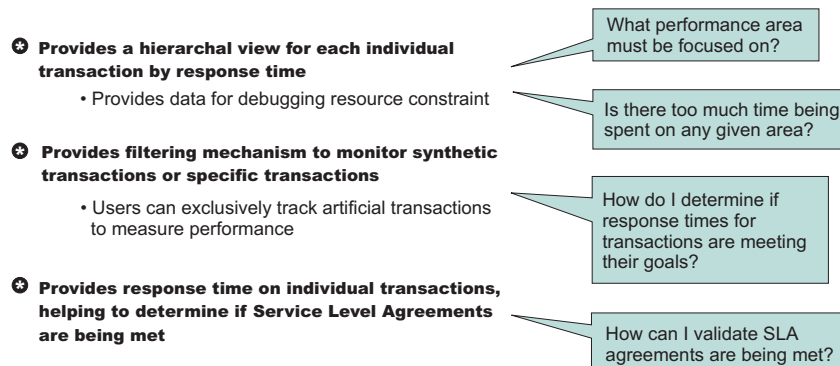 Provides a hierarchal view for each individual
transaction by response time
• Provides data for debugging resource constraint
What performance area
must be focused on?
Is there too much time being
spent on any given area?
Provides filtering mechanism to monitor synthetic
transactions or specific transactions
• Users can exclusively track artificial transactions
to measure performance
How do I determine if
response times for
transactions are meeting
their goals?
Provides response time on individual transactions,
helping to determine if Service Level Agreements
are being met
How can I validate SLA
agreements are being met?